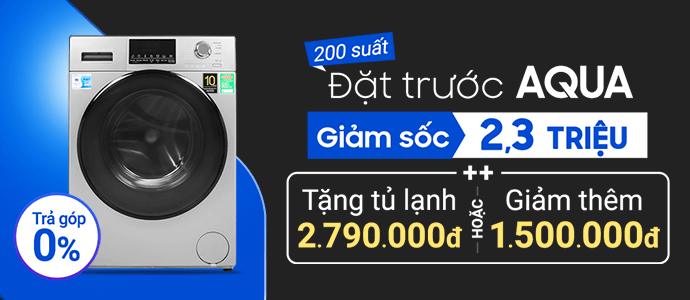 200 suất
Đặt trước AQUA
Giảm sốc 2,3 TRIỆU
++
Tặng tủ lạnh
2.790.000đ
HOẶC
Giảm thêm
1.500.000đ
Trả góp
0%
10